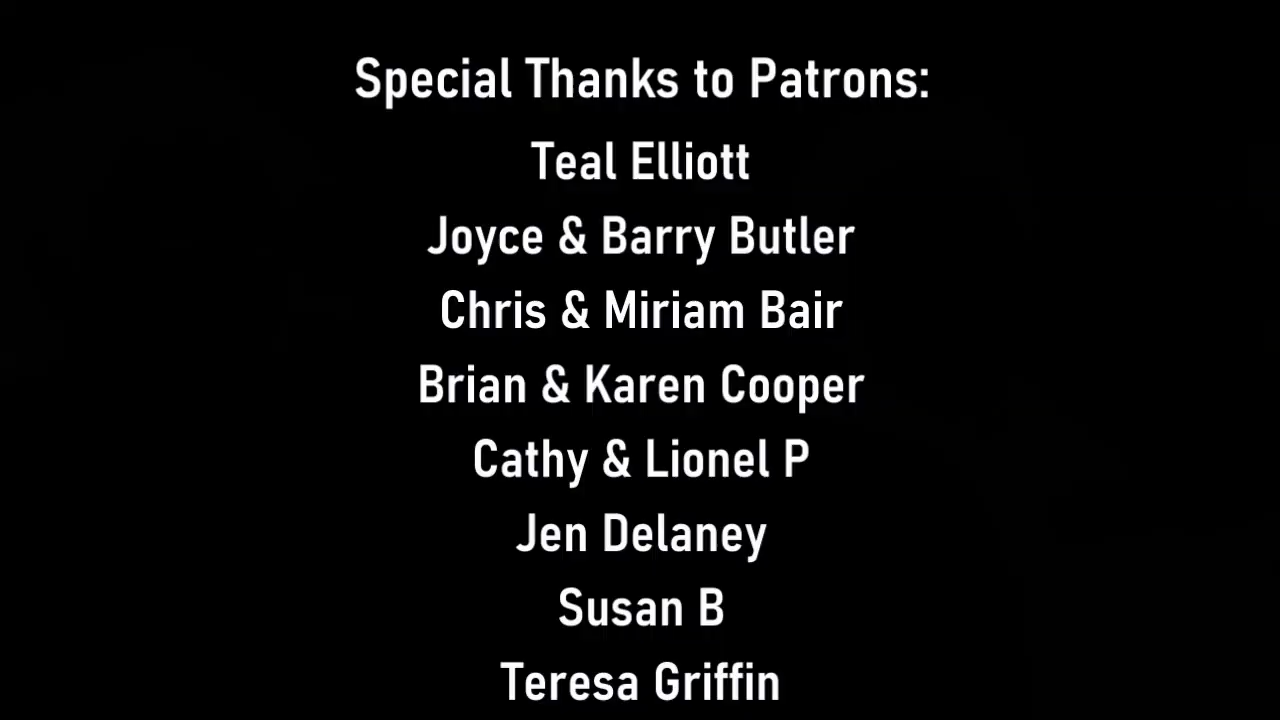 Special Thanks to Patrons:
Teal Elliott
Joyce & Barry Butler
Chris & Miriam Bair
Brian & Karen Cooper
Cathy & Lionel P
Jen Delaney
Susan B
Teresa Griffin